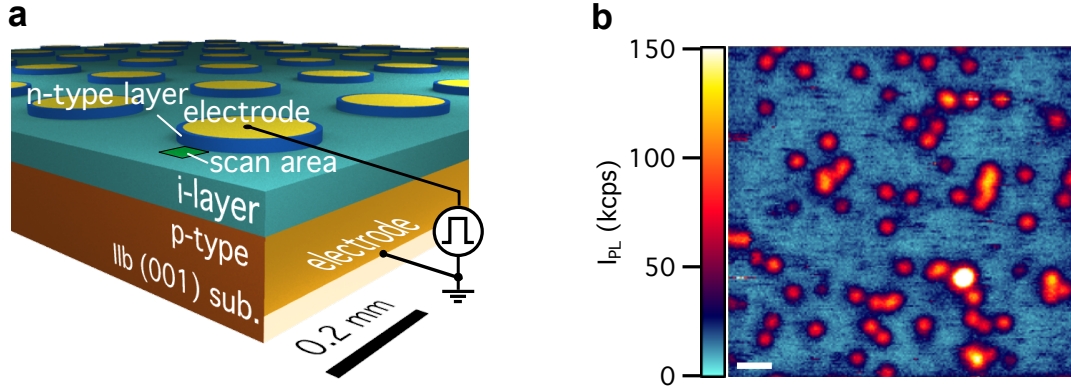 a
n-type layer
electrode
scan area
i-layer
p-type
IIb (001) sub.
electrode
0.2 mm
b
I_PL (kcps)
150
100
50
0